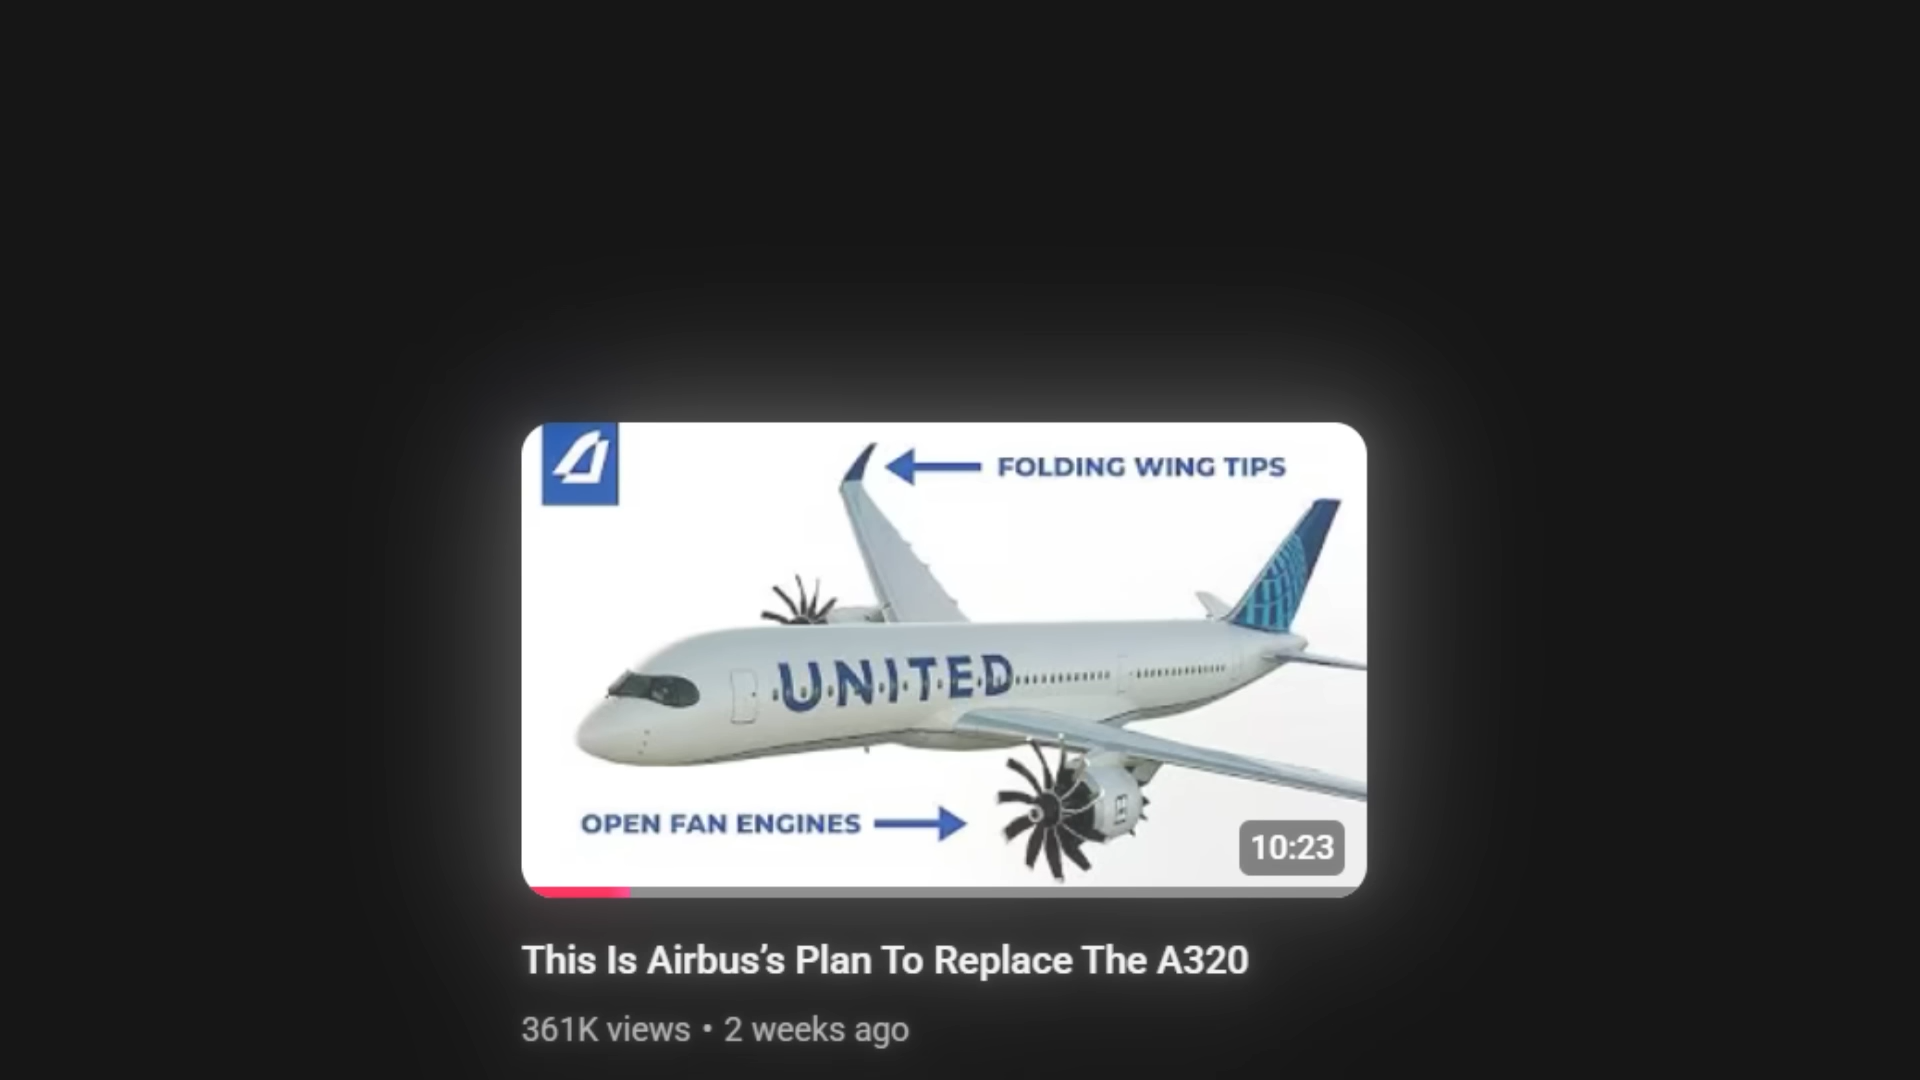 FOLDING WING TIPS
UNITED
OPEN FAN ENGINES
10:23
This Is Airbus’s Plan To Replace The A320
361K views • 2 weeks ago